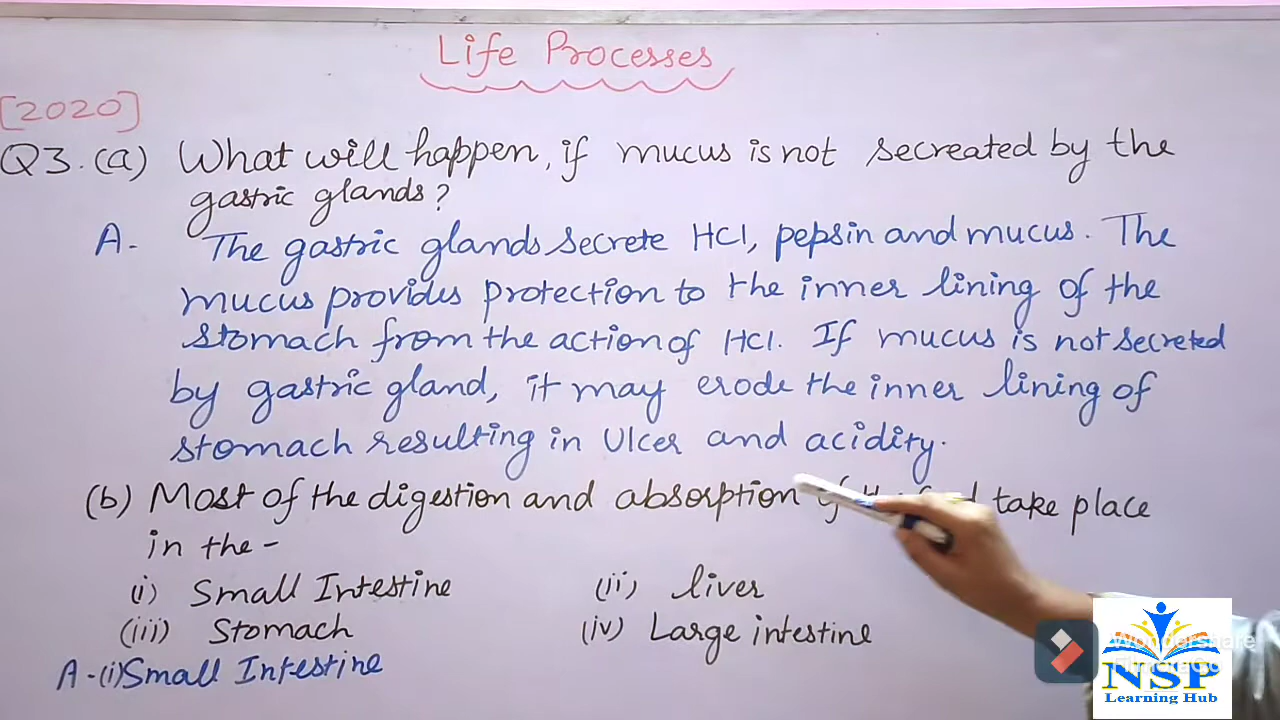 Life Processes
[2020]
Q3. (a) What will happen, if mucus is not secreated by the
gastric glands?
A- The gastric glands secrete HCl, pepsin and mucus. The
mucus provides protection to the inner lining of the
stomach from the action of HCl. If mucus is not secreted
by gastric gland, it may erode the inner lining of
stomach resulting in Ulcer and acidity.
(b) Most of the digestion and absorption of take place
in the -
(i) Small Intestine (ii) liver
(iii) Stomach (iv) Large intestine
A-(i) Small Intestine
Wondershare
NSP
Learning Hub